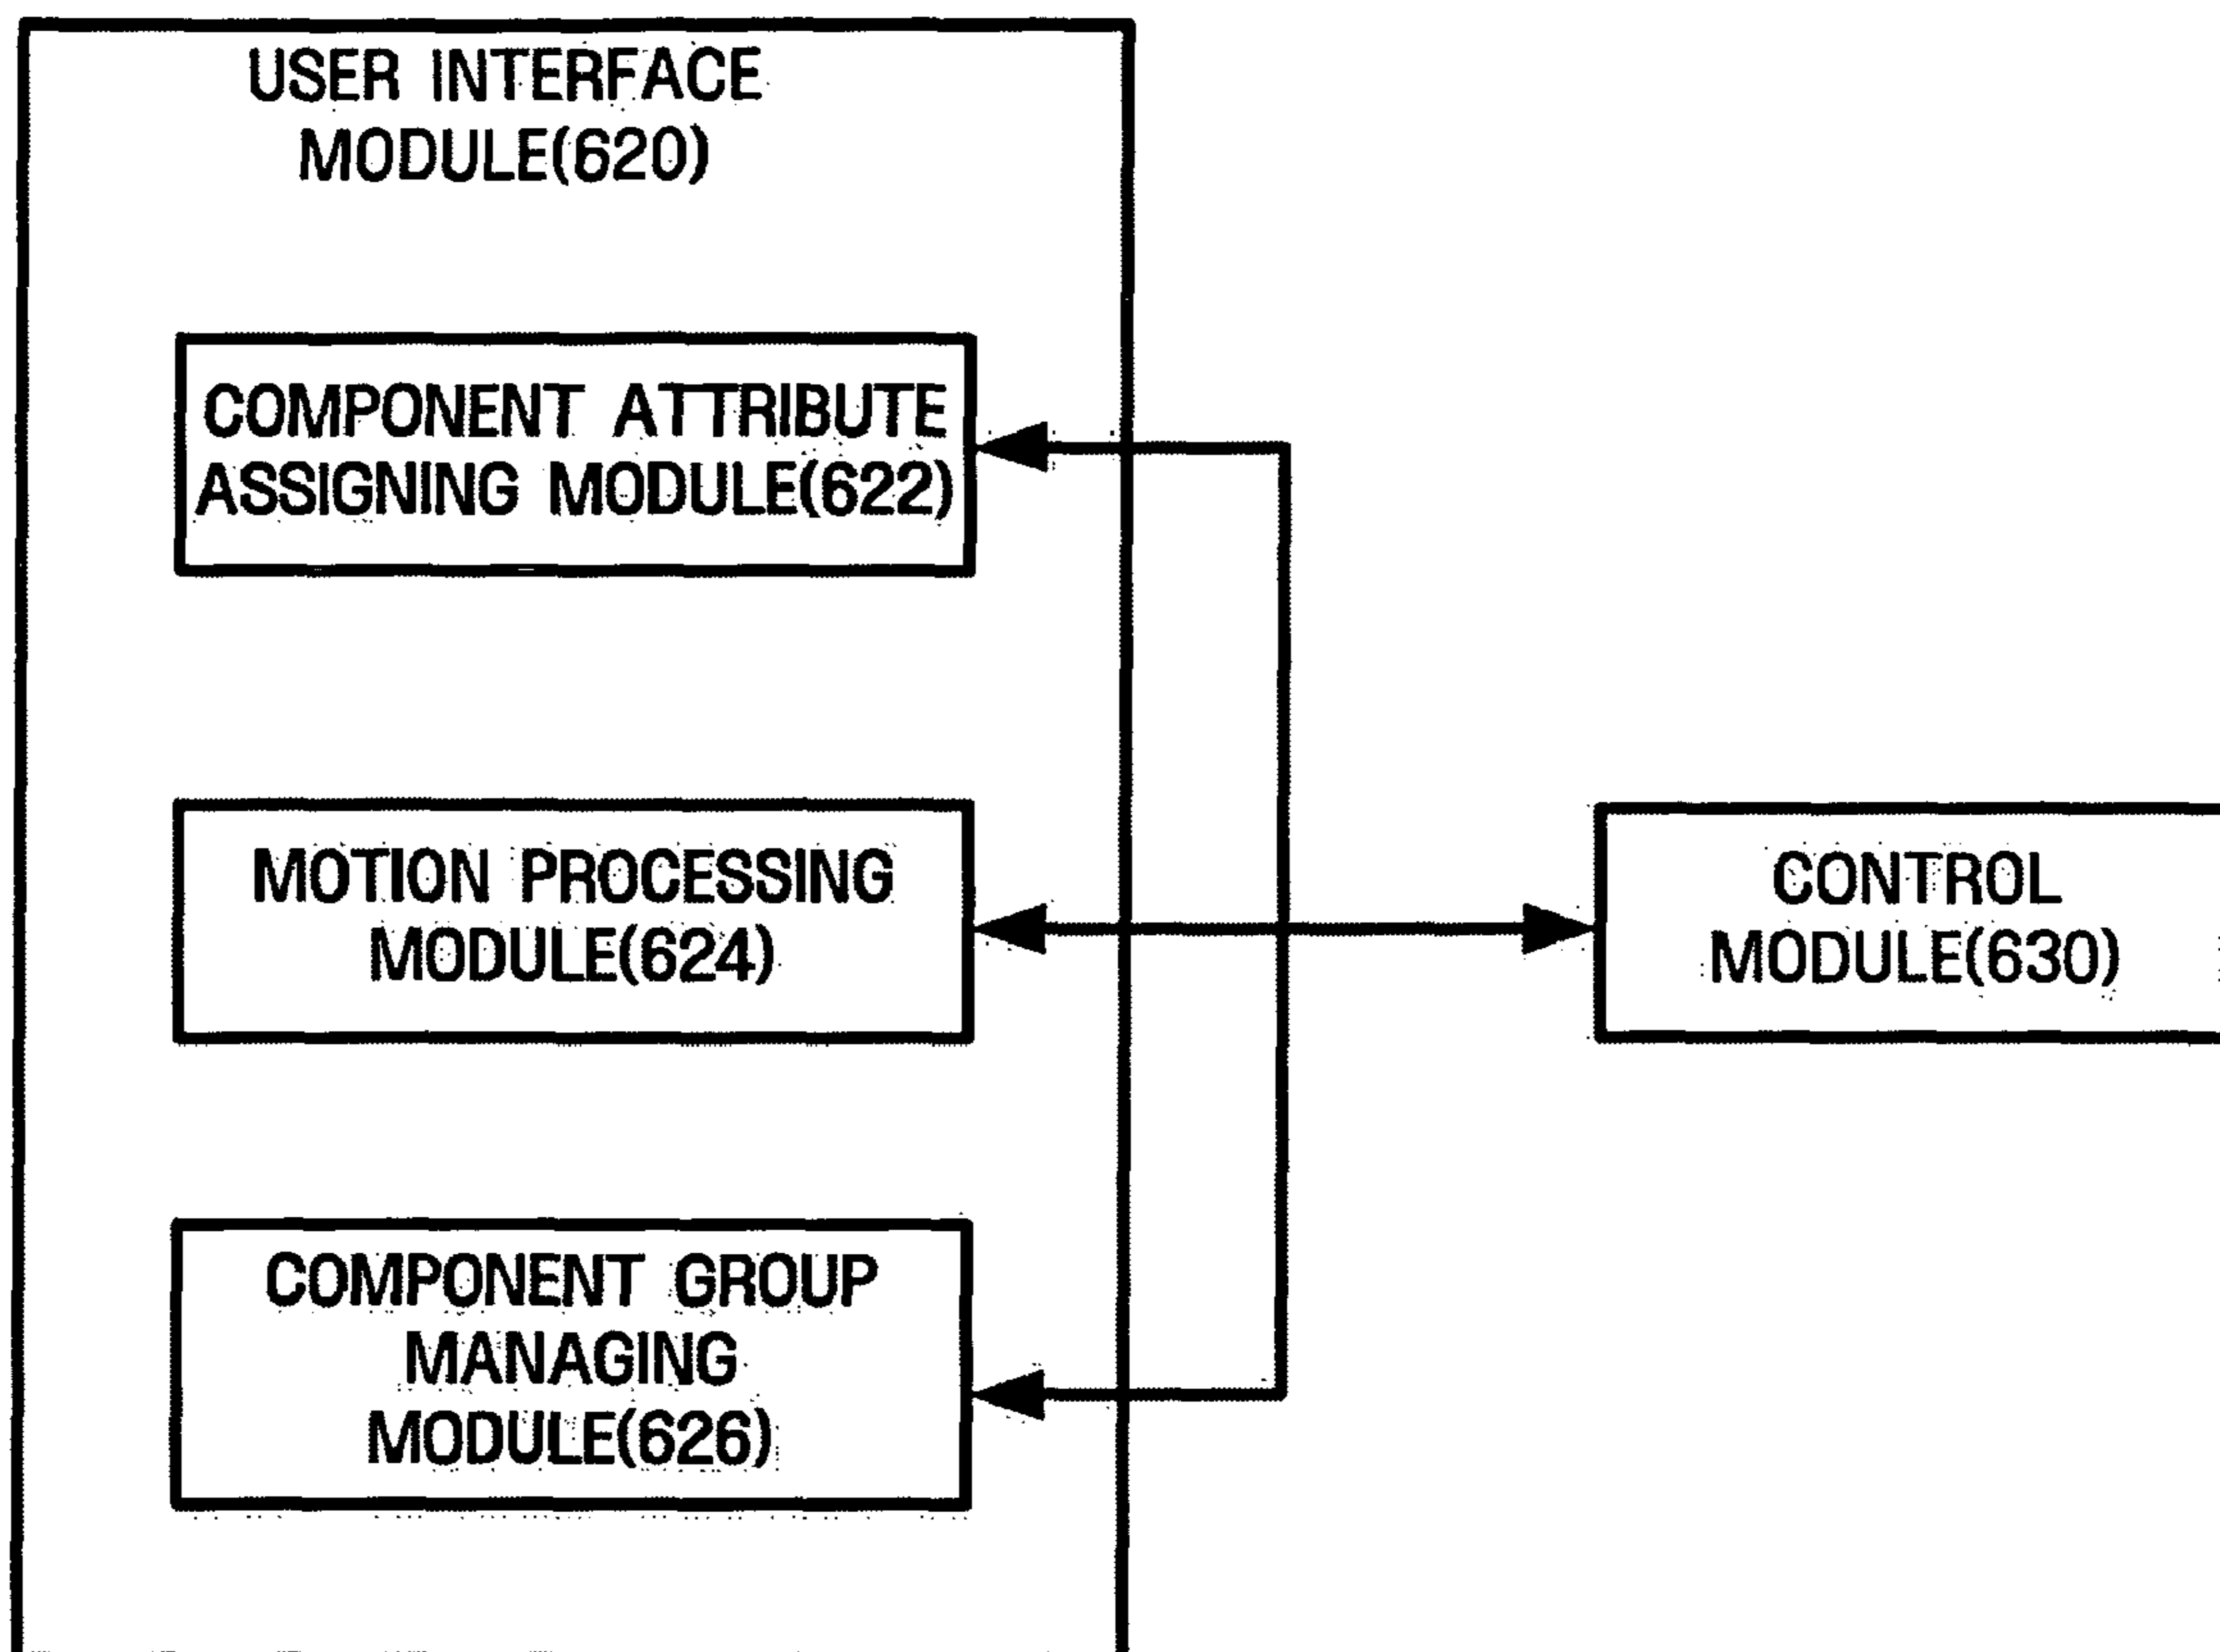 USER INTERFACE
MODULE(620)
COMPONENT ATTRIBUTE
ASSIGNING MODULE(622)
MOTION PROCESSING
MODULE(624)
CONTROL
MODULE(630)
COMPONENT GROUP
MANAGING
MODULE(626)